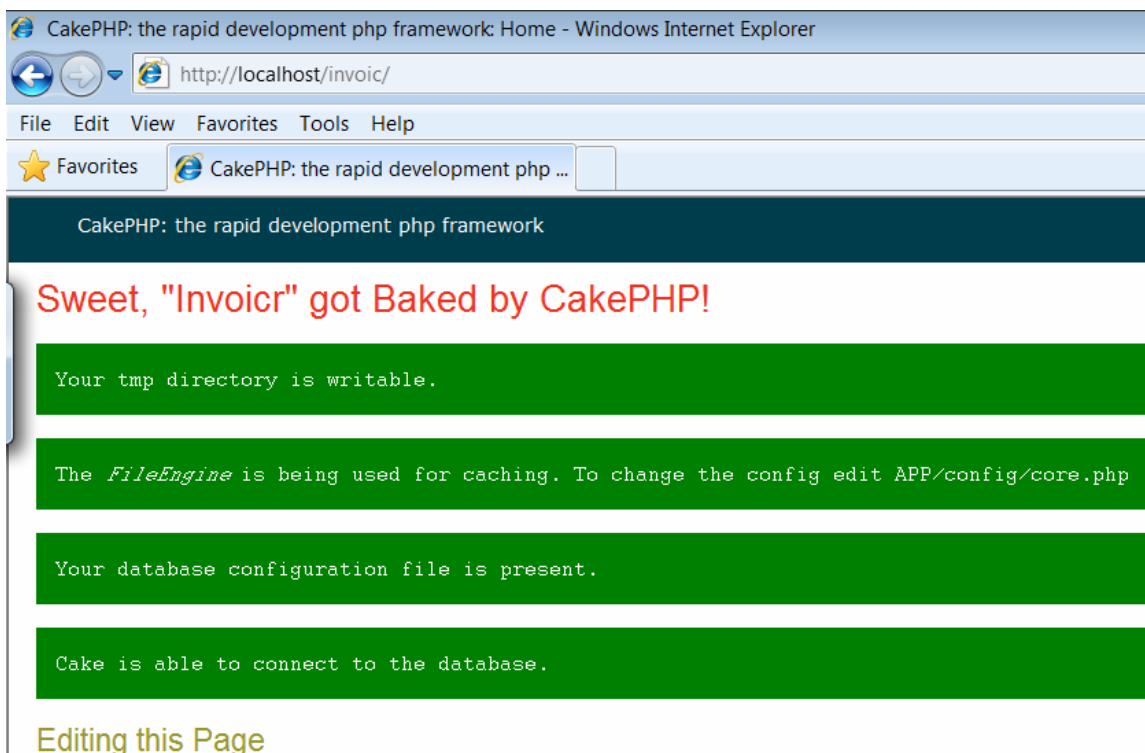 CakePHP: the rapid development php framework: Home - Windows Internet Explorer
http://localhost/invoic/
File Edit View Favorites Tools Help
Favorites CakePHP: the rapid development php ...
CakePHP: the rapid development php framework
Sweet, "Invoicr" got Baked by CakePHP!
Your tmp directory is writable.
The FileEngine is being used for caching. To change the config edit APP/config/core.php
Your database configuration file is present.
Cake is able to connect to the database.
Editing this Page